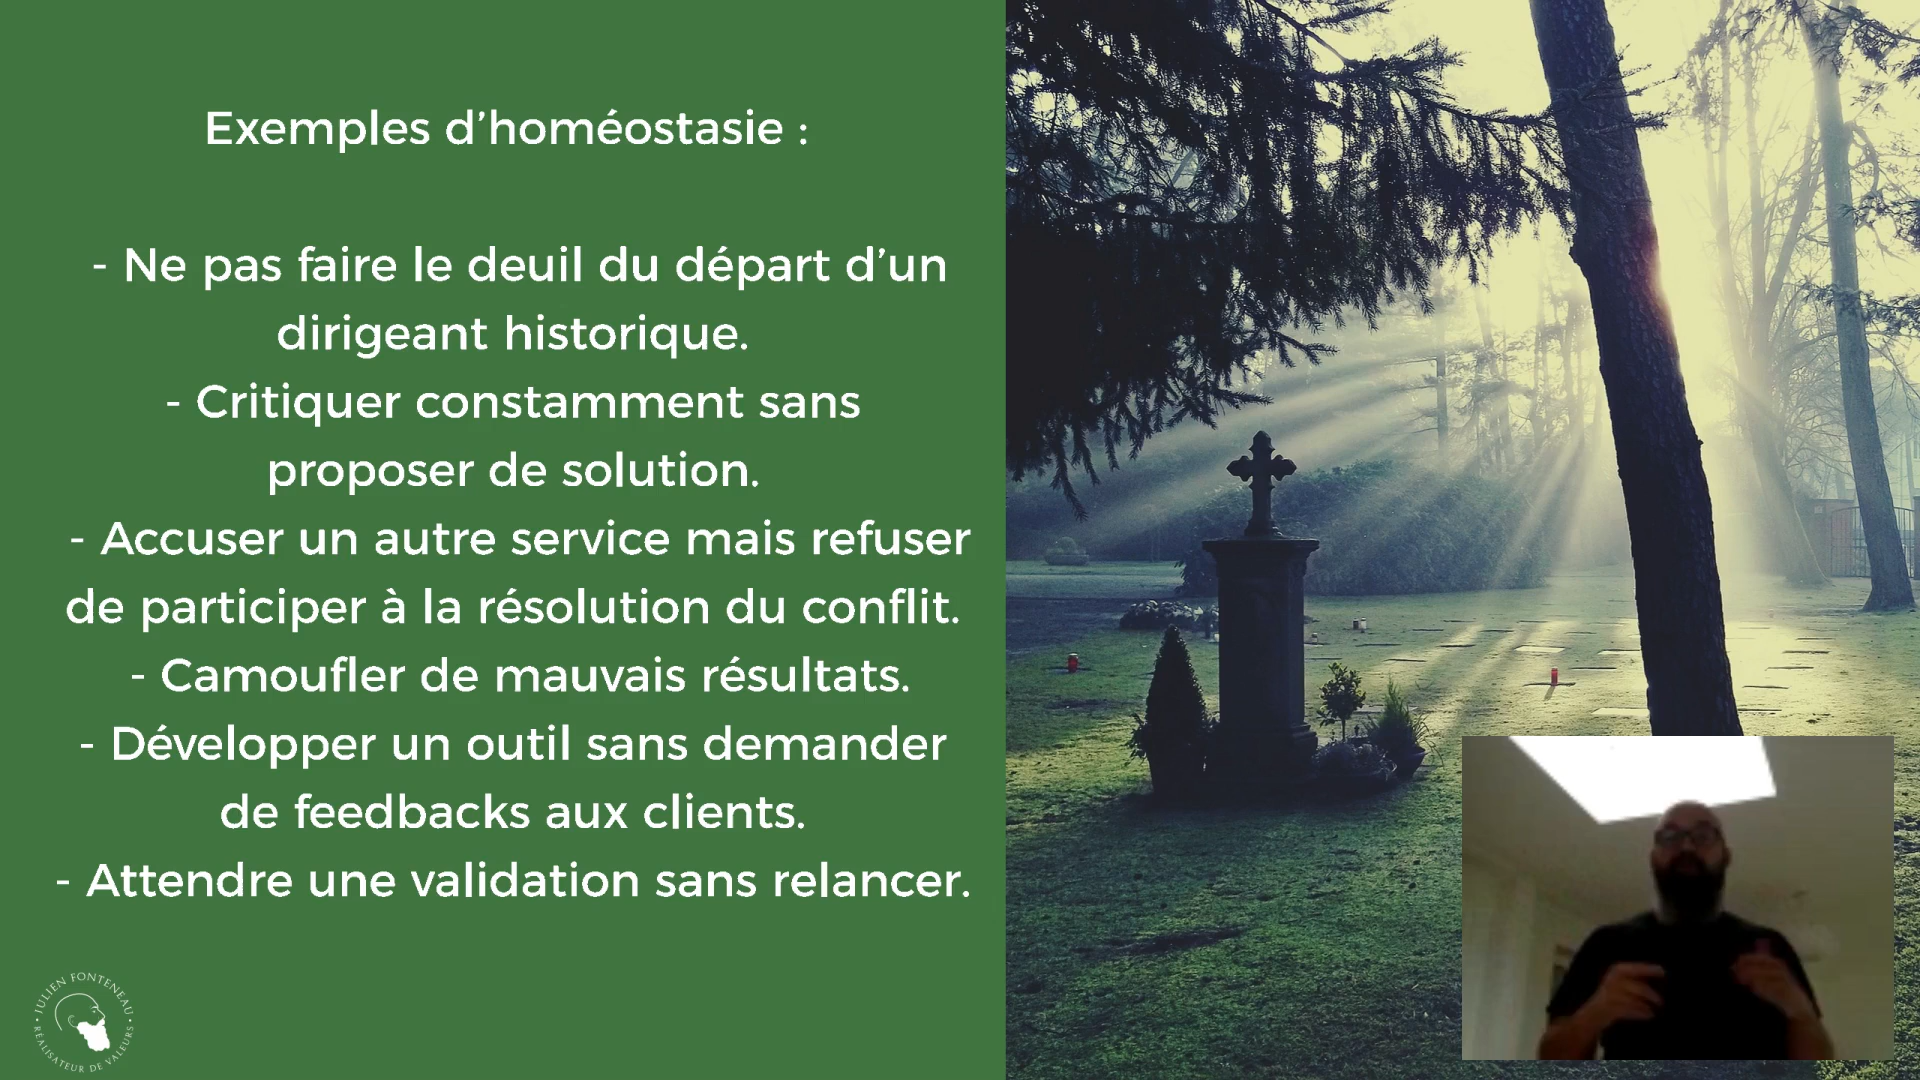 Exemples d’homéostasie :
- Ne pas faire le deuil du départ d’un
dirigeant historique.
- Critiquer constamment sans
proposer de solution.
- Accuser un autre service mais refuser
de participer à la résolution du conflit.
- Camoufler de mauvais résultats.
- Développer un outil sans demander
de feedbacks aux clients.
- Attendre une validation sans relancer.
• JULIEN FONTENEAU •
RÉALISATEUR DE VALEURS